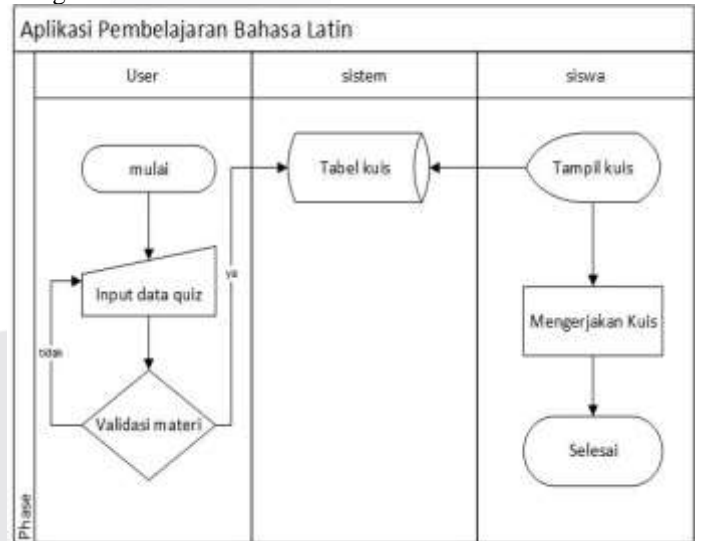 Aplikasi Pembelajaran Bahasa Latin
User
sistem
siswa
mulai
Tabel kuis
Tampil kuis
Input data quiz
ya
Mengerjakan Kuis
tidak
Validasi materi
Selesai
Phase